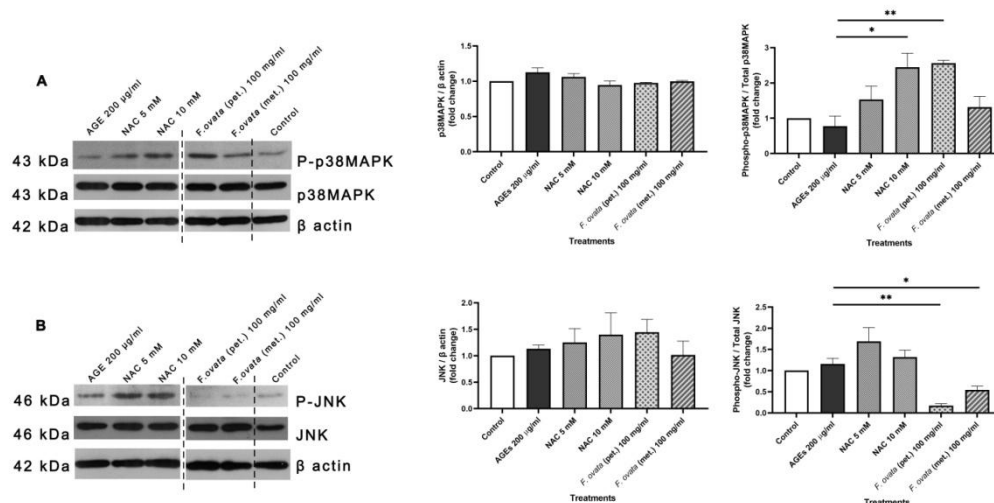 A
AGE 200 µg/ml
NAC 5 mM
NAC 10 mM
F.ovata (pet.) 100 mg/ml
F.ovata (met.) 100 mg/ml
Control
43 kDa
P-p38MAPK
43 kDa
p38MAPK
42 kDa
β actin
p38MAPK / β actin
(fold change)
1.5
1.0
0.5
0.0
Control
AGEs 200 µg/ml
NAC 5 mM
NAC 10 mM
F. ovata (pet.) 100 mg/ml
F. ovata (met.) 100 mg/ml
Treatments
Phospho-p38MAPK / Total p38MAPK
(fold change)
3
2
1
0
**
*
Control
AGEs 200 µg/ml
NAC 5 mM
NAC 10 mM
F. ovata (pet.) 100 mg/ml
F. ovata (met.) 100 mg/ml
Treatments
B
AGE 200 µg/ml
NAC 5 mM
NAC 10 mM
F.ovata (pet.) 100 mg/ml
F.ovata (met.) 100 mg/ml
Control
46 kDa
P-JNK
46 kDa
JNK
42 kDa
β actin
JNK / β actin
(fold change)
2.0
1.5
1.0
0.5
0.0
Control
AGEs 200 µg/ml
NAC 5 mM
NAC 10 mM
F. ovata (pet.) 100 mg/ml
F. ovata (met.) 100 mg/ml
Treatments
Phospho-JNK / Total JNK
(fold change)
2.5
2.0
1.5
1.0
0.5
0.0
*
**
Control
AGEs 200 µg/ml
NAC 5 mM
NAC 10 mM
F. ovata (pet.) 100 mg/ml
F. ovata (met.) 100 mg/ml
Treatments